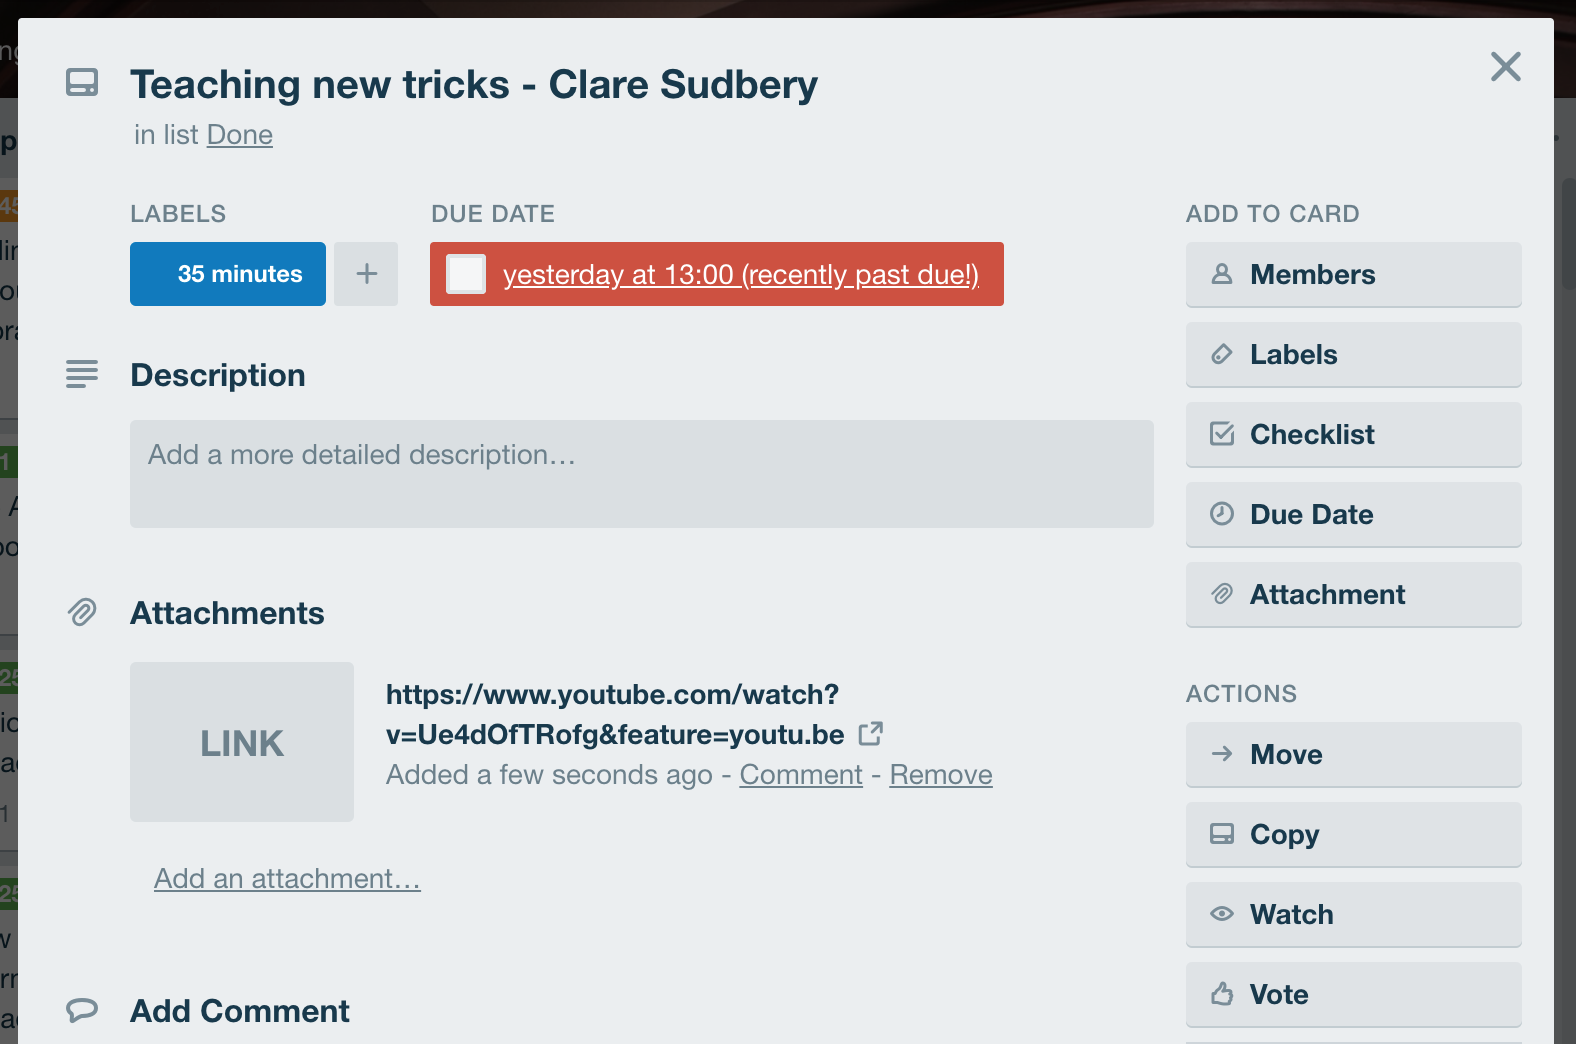 Teaching new tricks - Clare Sudbery
in list Done
LABELS
DUE DATE
35 minutes
+
yesterday at 13:00 (recently past due!)
Description
Add a more detailed description…
Attachments
LINK
https://www.youtube.com/watch?
v=Ue4dOfTRofg&feature=youtu.be
Added a few seconds ago - Comment - Remove
Add an attachment…
Add Comment
ADD TO CARD
Members
Labels
Checklist
Due Date
Attachment
ACTIONS
Move
Copy
Watch
Vote